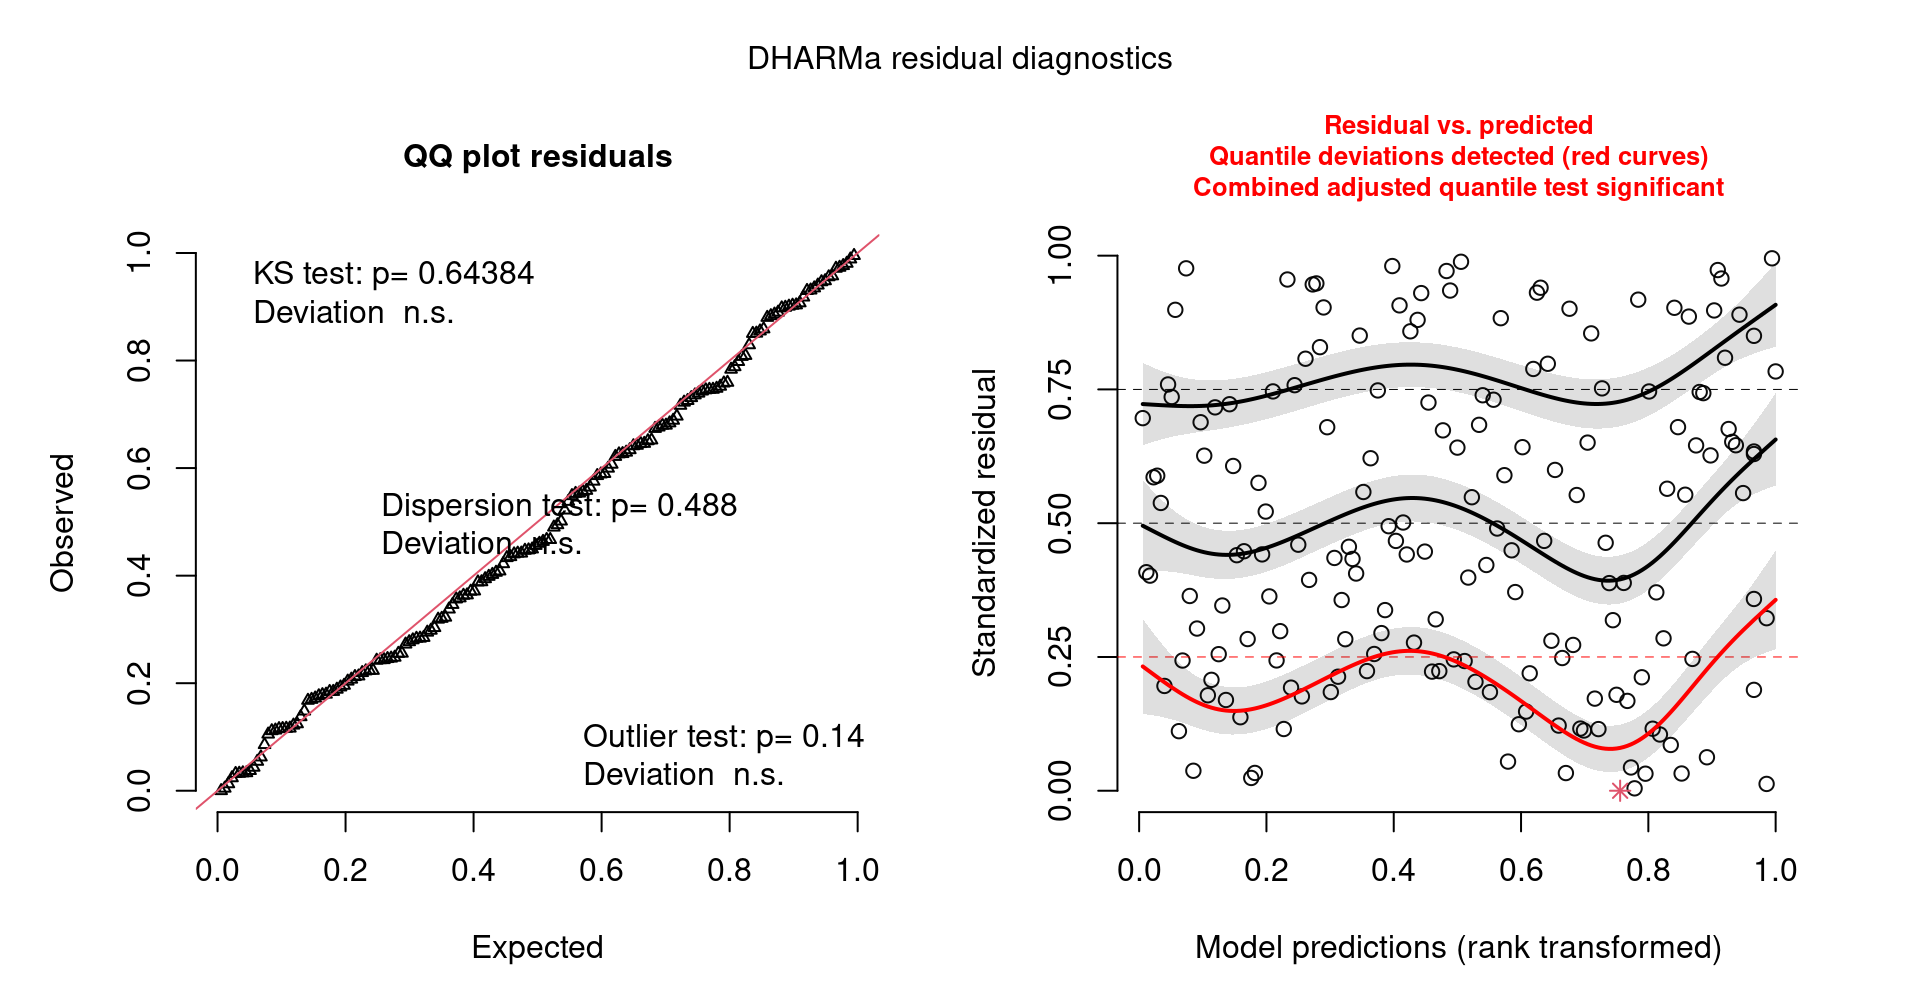 DHARMa residual diagnostics
QQ plot residuals
KS test: p= 0.64384
Deviation n.s.
Dispersion test: p= 0.488
Deviation n.s.
Outlier test: p= 0.14
Deviation n.s.
Observed
0.0 0.2 0.4 0.6 0.8 1.0
0.0 0.2 0.4 0.6 0.8 1.0
Expected
Residual vs. predicted
Quantile deviations detected (red curves)
Combined adjusted quantile test significant
Standardized residual
0.00 0.25 0.50 0.75 1.00
0.0 0.2 0.4 0.6 0.8 1.0
Model predictions (rank transformed)